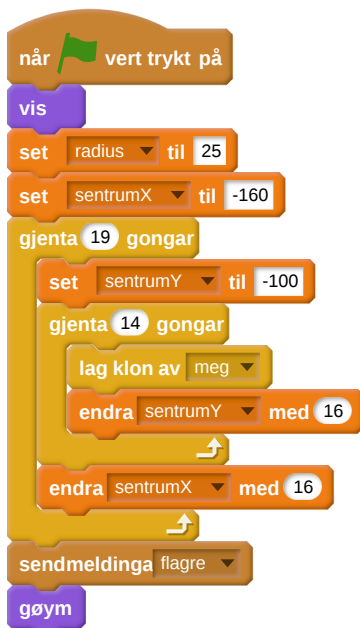 når vert trykt på
vis
set radius til 25
set sentrumX til -160
gjenta 19 gongar
set sentrumY til -100
gjenta 14 gongar
lag klon av meg
endra sentrumY med 16
endra sentrumX med 16
sendmeldinga flagre
gøym